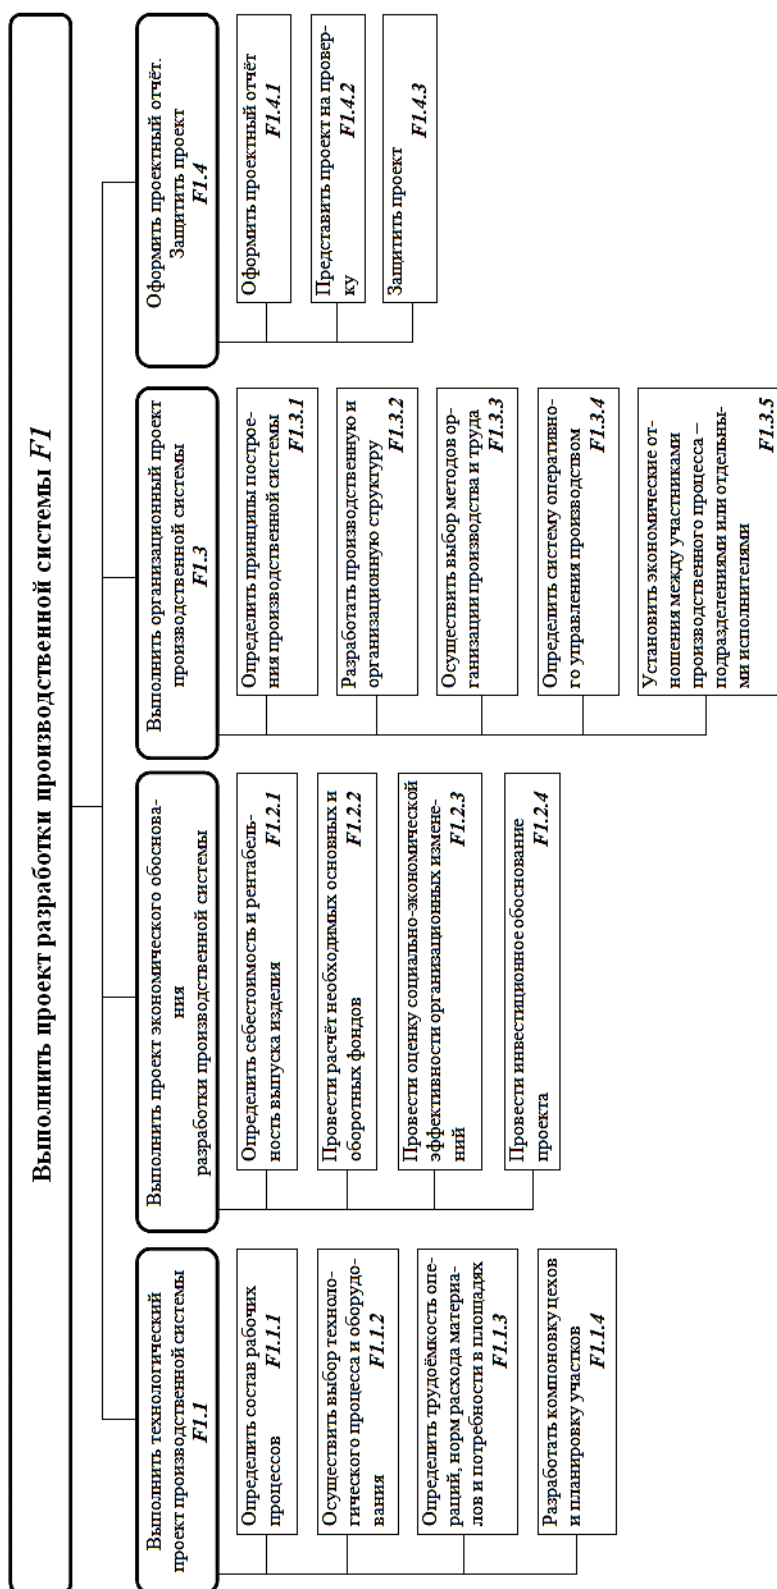 Выполнить проект разработки производственной системы F1
Выполнить технологический
проект производственной системы
F1.1
Определить состав рабочих
процессов F1.1.1
Осуществить выбор техноло-
гического процесса и оборудо-
вания F1.1.2
Определить трудоёмкость опе-
раций, норм расхода материа-
лов и потребности в площадях
F1.1.3
Разработать компоновку цехов
и планировку участков
F1.1.4
Выполнить проект экономического обоснова-
ния
разработки производственной системы
Определить себестоимость и рентабель-
ность выпуска изделия F1.2.1
Провести расчёт необходимых основных и
оборотных фондов F1.2.2
Провести оценку социально-экономической
эффективности организационных измене-
ний F1.2.3
Провести инвестиционное обоснование
проекта F1.2.4
Выполнить организационный проект
производственной системы
F1.3
Определить принципы построе-
ния производственной системы
F1.3.1
Разработать производственную и
организационную структуру
F1.3.2
Осуществить выбор методов ор-
ганизации производства и труда
F1.3.3
Определить систему оперативно-
го управления производством
F1.3.4
Установить экономические от-
ношения между участниками
производственного процесса –
подразделениями или отдельны-
ми исполнителями
F1.3.5
Оформить проектный отчёт.
Защитить проект
F1.4
Оформить проектный отчёт
F1.4.1
Представить проект на провер-
ку F1.4.2
Защитить проект
F1.4.3